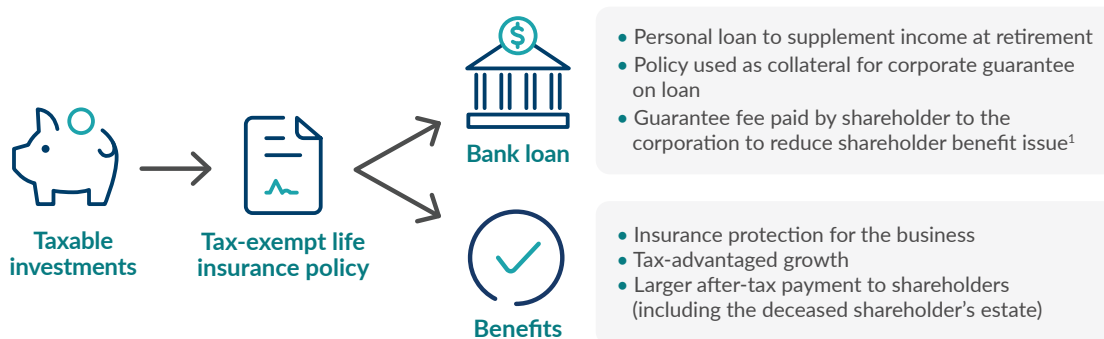 Taxable
investments
Tax-exempt life
insurance policy
$
Bank loan
• Personal loan to supplement income at retirement
• Policy used as collateral for corporate guarantee
on loan
• Guarantee fee paid by shareholder to the
corporation to reduce shareholder benefit issue¹
Benefits
• Insurance protection for the business
• Tax-advantaged growth
• Larger after-tax payment to shareholders
(including the deceased shareholder’s estate)